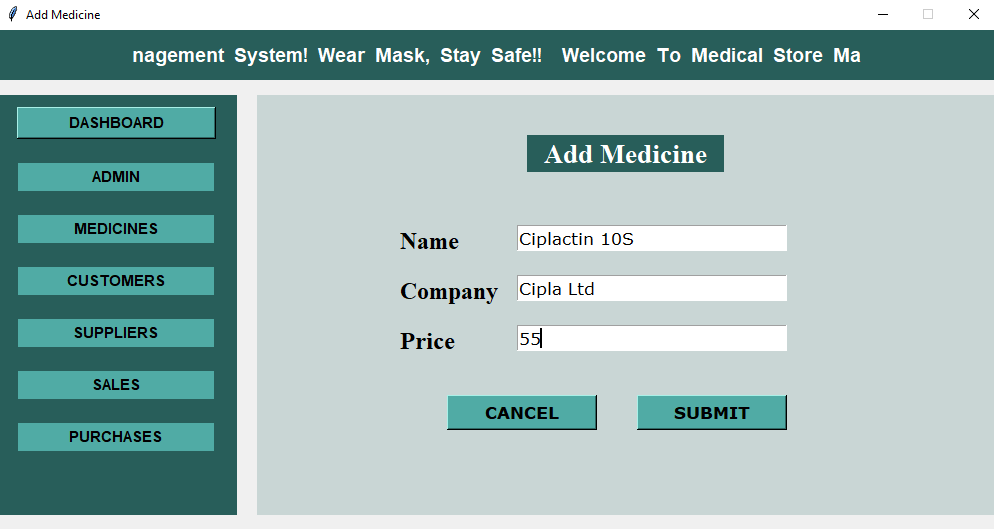 Add Medicine
nagement System! Wear Mask, Stay Safe!! Welcome To Medical Store Ma
DASHBOARD
ADMIN
MEDICINES
CUSTOMERS
SUPPLIERS
SALES
PURCHASES
Add Medicine
Name Ciplactin 10S
Company Cipla Ltd
Price 55
CANCEL SUBMIT